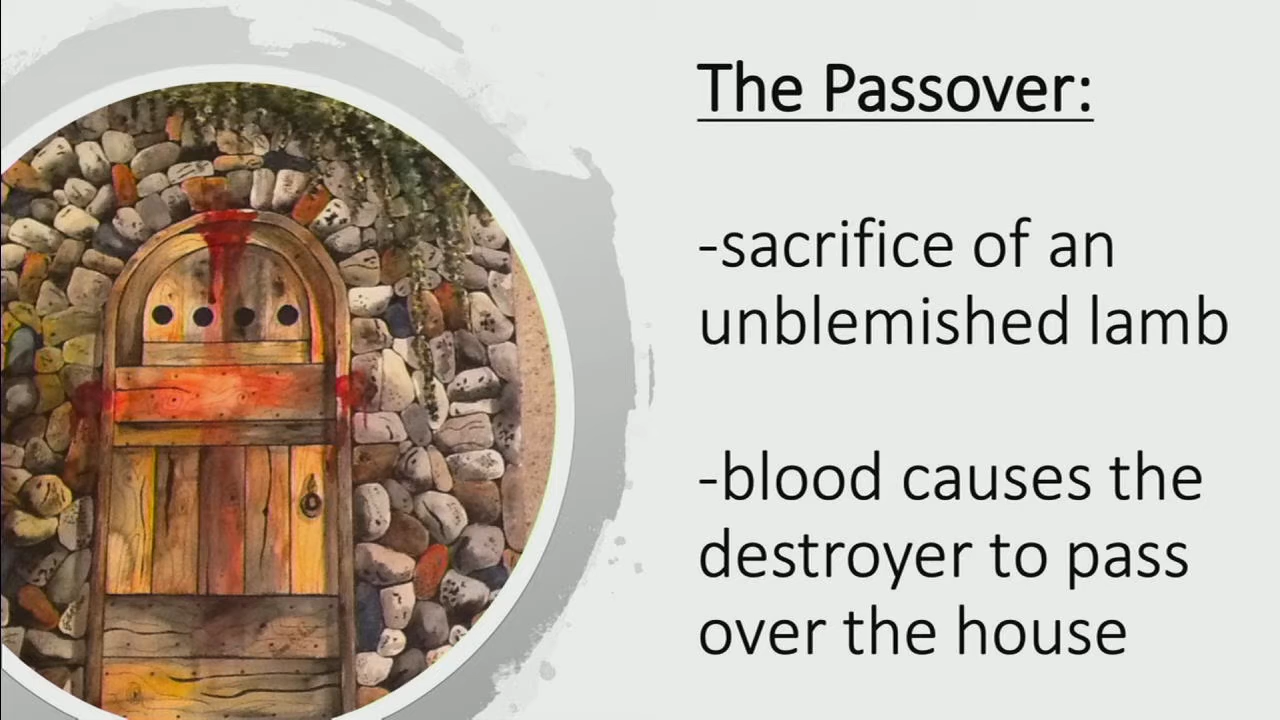 The Passover:
-sacrifice of an
unblemished lamb
-blood causes the
destroyer to pass
over the house